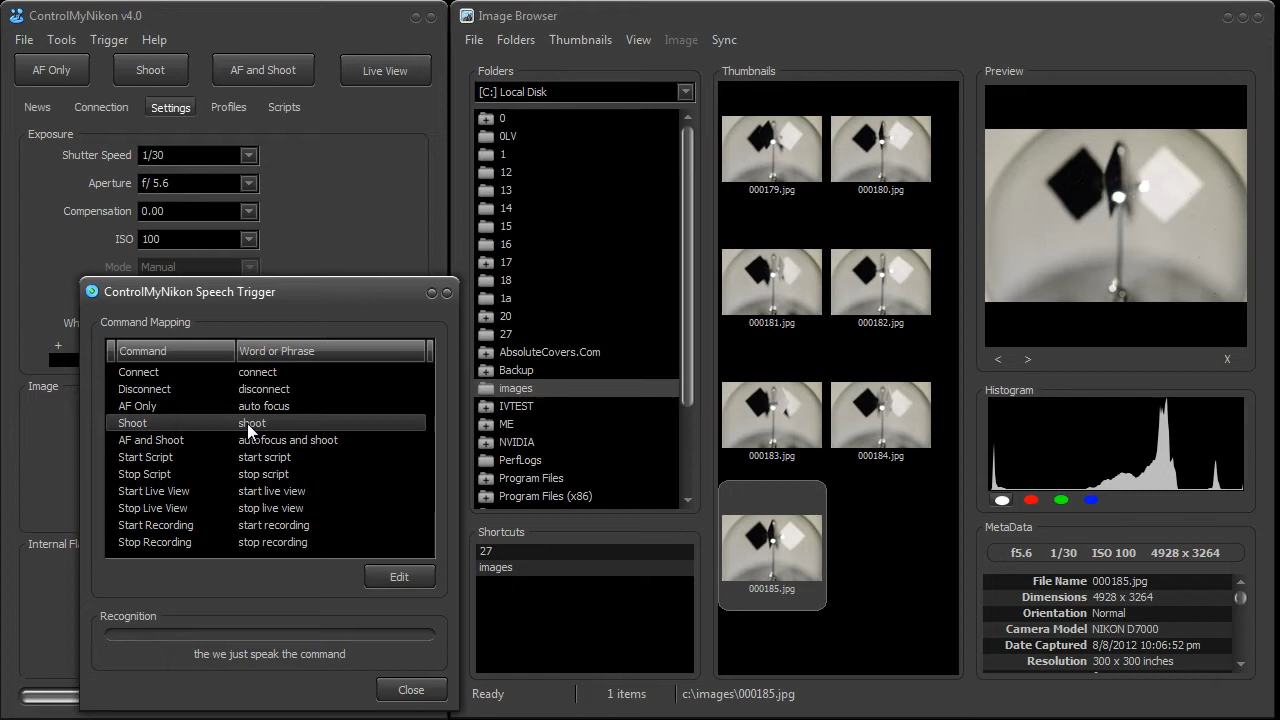 ControlMyNikon v4.0
File Tools Trigger Help
AF Only Shoot AF and Shoot Live View
News Connection Settings Profiles Scripts
Exposure
Shutter Speed 1/30
Aperture f/ 5.6
Compensation 0.00
ISO 100
Mode Manual
Wh
+
Image
Internal Fl
ControlMyNikon Speech Trigger
Command Mapping
Command Word or Phrase
Connect connect
Disconnect disconnect
AF Only auto focus
Shoot shoot
AF and Shoot autofocus and shoot
Start Script start script
Stop Script stop script
Start Live View start live view
Stop Live View stop live view
Start Recording start recording
Stop Recording stop recording
Edit
Recognition
the we just speak the command
Close
Image Browser
File Folders Thumbnails View Image Sync
Folders
[C:] Local Disk
0
0LV
1
12
13
14
15
16
17
18
1a
20
27
AbsoluteCovers.Com
Backup
images
IVTEST
ME
NVIDIA
PerfLogs
Program Files
Program Files (x86)
Shortcuts
27
images
Thumbnails
000179.jpg 000180.jpg
000181.jpg 000182.jpg
000183.jpg 000184.jpg
000185.jpg
Preview
< > X
Histogram
MetaData
f5.6 1/30 ISO 100 4928 x 3264
File Name 000185.jpg
Dimensions 4928 x 3264
Orientation Normal
Camera Model NIKON D7000
Date Captured 8/8/2012 10:06:52 pm
Resolution 300 x 300 inches
Ready 1 items c:\images\000185.jpg